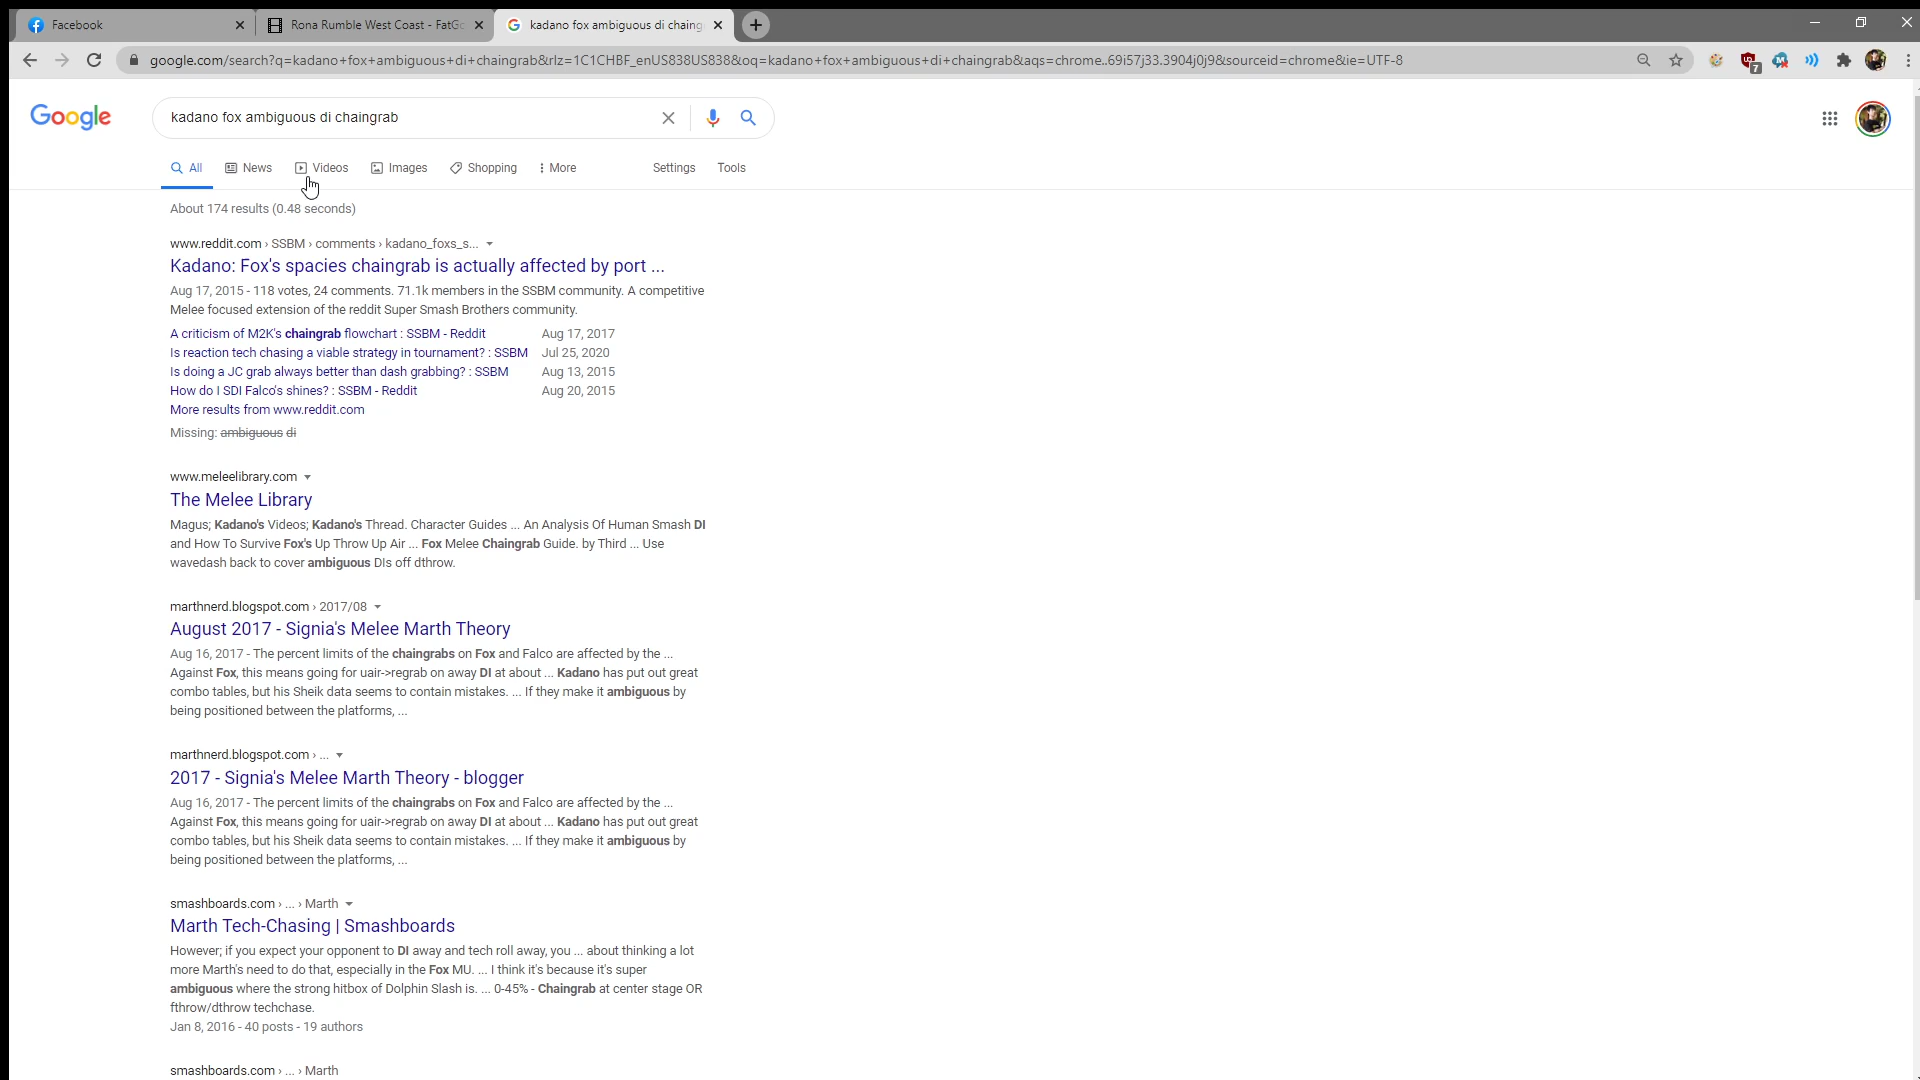 Facebook
Rona Rumble West Coast - FatGo
kadano fox ambiguous di chaing
google.com/search?q=kadano+fox+ambiguous+di+chaingrab&rlz=1C1CHBF_enUS838US838&oq=kadano+fox+ambiguous+di+chaingrab&aqs=chrome..69i57j33.3904j0j9&sourceid=chrome&ie=UTF-8
7
Google
kadano fox ambiguous di chaingrab
All News Videos Images Shopping More Settings Tools
About 174 results (0.48 seconds)
www.reddit.com › SSBM › comments › kadano_foxs_s...
Kadano: Fox's spacies chaingrab is actually affected by port ...
Aug 17, 2015 - 118 votes, 24 comments. 71.1k members in the SSBM community. A competitive
Melee focused extension of the reddit Super Smash Brothers community.
A criticism of M2K's chaingrab flowchart : SSBM - Reddit Aug 17, 2017
Is reaction tech chasing a viable strategy in tournament? : SSBM Jul 25, 2020
Is doing a JC grab always better than dash grabbing? : SSBM Aug 13, 2015
How do I SDI Falco's shines? : SSBM - Reddit Aug 20, 2015
More results from www.reddit.com
Missing: ambiguous di
www.meleelibrary.com
The Melee Library
Magus; Kadano's Videos; Kadano's Thread. Character Guides ... An Analysis Of Human Smash DI
and How To Survive Fox's Up Throw Up Air ... Fox Melee Chaingrab Guide. by Third ... Use
wavedash back to cover ambiguous DIs off dthrow.
marthnerd.blogspot.com › 2017/08
August 2017 - Signia's Melee Marth Theory
Aug 16, 2017 - The percent limits of the chaingrabs on Fox and Falco are affected by the ...
Against Fox, this means going for uair->regrab on away DI at about ... Kadano has put out great
combo tables, but his Sheik data seems to contain mistakes. ... If they make it ambiguous by
being positioned between the platforms, ...
marthnerd.blogspot.com › ...
2017 - Signia's Melee Marth Theory - blogger
Aug 16, 2017 - The percent limits of the chaingrabs on Fox and Falco are affected by the ...
Against Fox, this means going for uair->regrab on away DI at about ... Kadano has put out great
combo tables, but his Sheik data seems to contain mistakes. ... If they make it ambiguous by
being positioned between the platforms, ...
smashboards.com › ... › Marth
Marth Tech-Chasing | Smashboards
However; if you expect your opponent to DI away and tech roll away, you ... about thinking a lot
more Marth's need to do that, especially in the Fox MU. ... I think it's because it's super
ambiguous where the strong hitbox of Dolphin Slash is. ... 0-45% - Chaingrab at center stage OR
fthrow/dthrow techchase.
Jan 8, 2016 - 40 posts - 19 authors
smashboards.com › ... › Marth